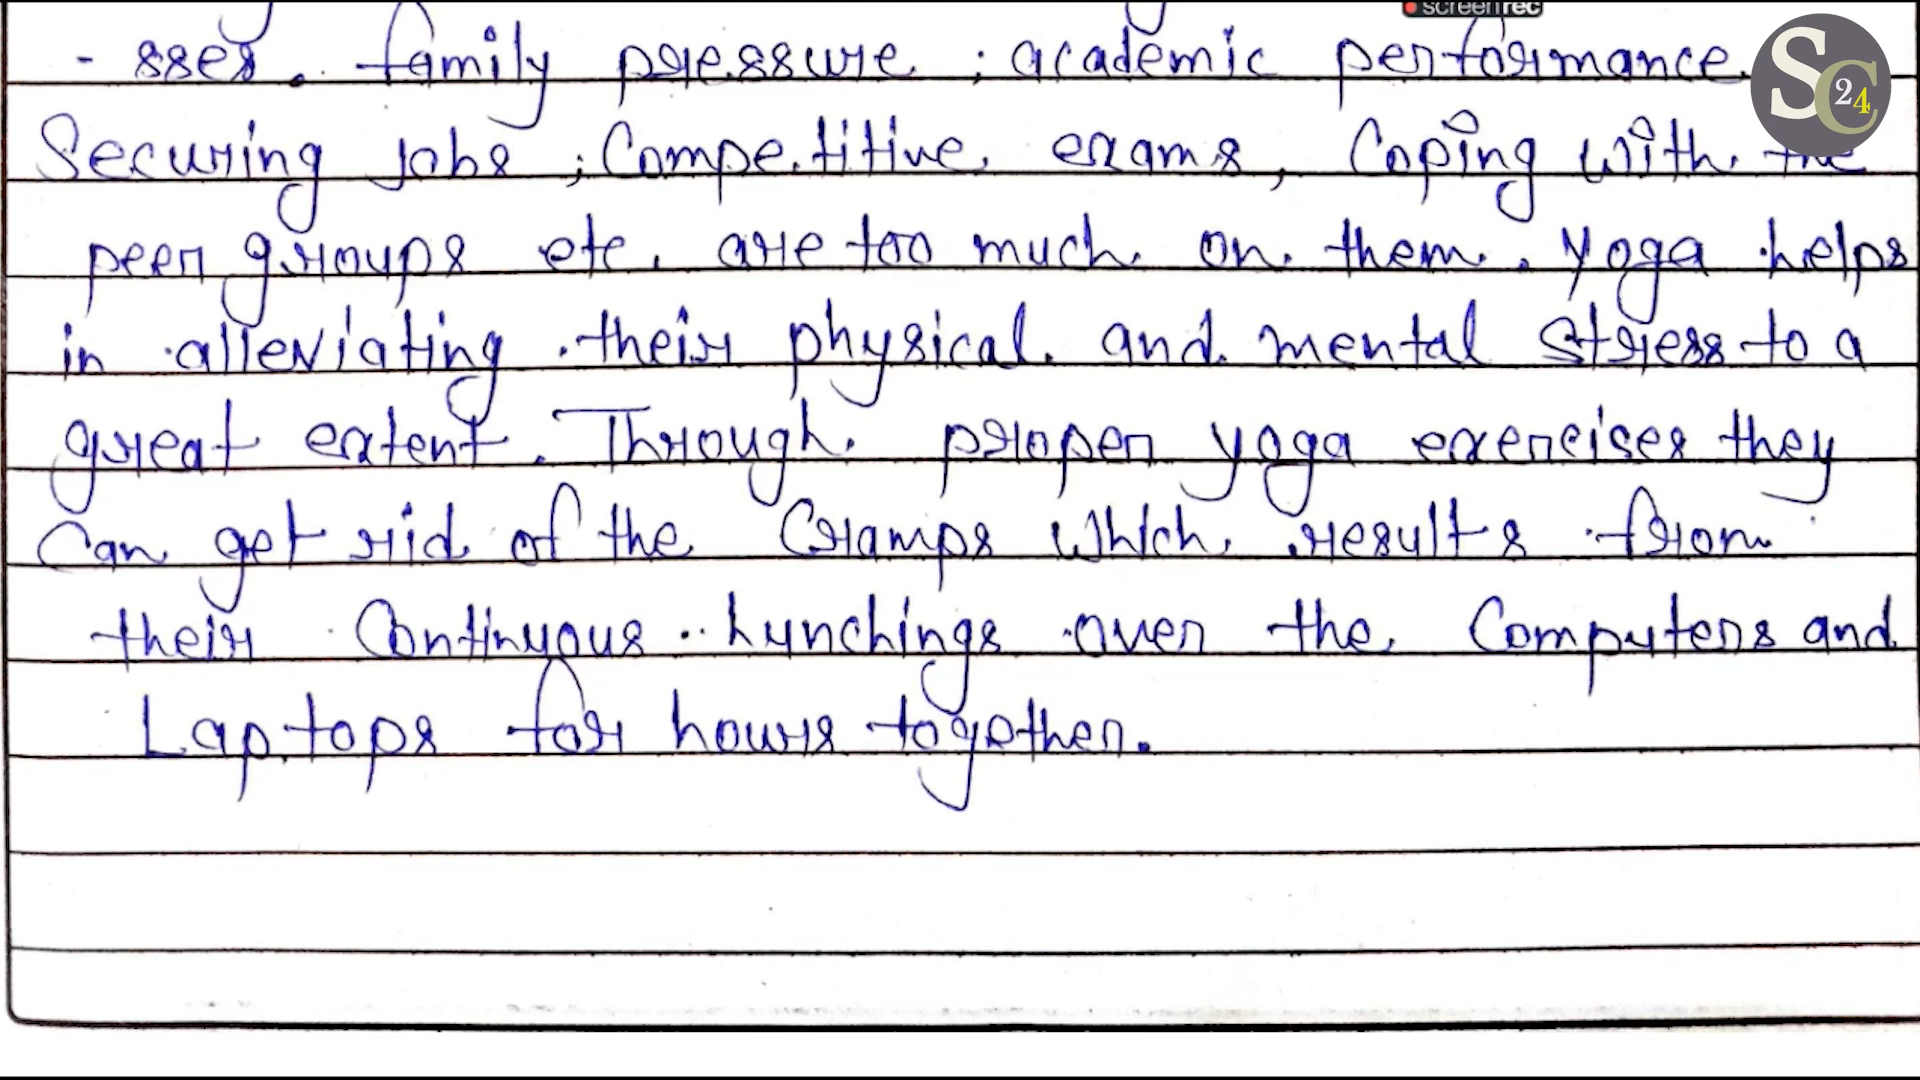 screenrec
SC 24
- sses. family pressure ; academic performance
Securing jobs ; Competitive exams, Coping with the
peer groups etc. are too much on them. Yoga helps
in alleviating their physical and mental stress to a
great extent. Through proper yoga exercises they
Can get rid of the Cramps which results from
their Continuous hunchings over the Computers and
Laptops for hours together.